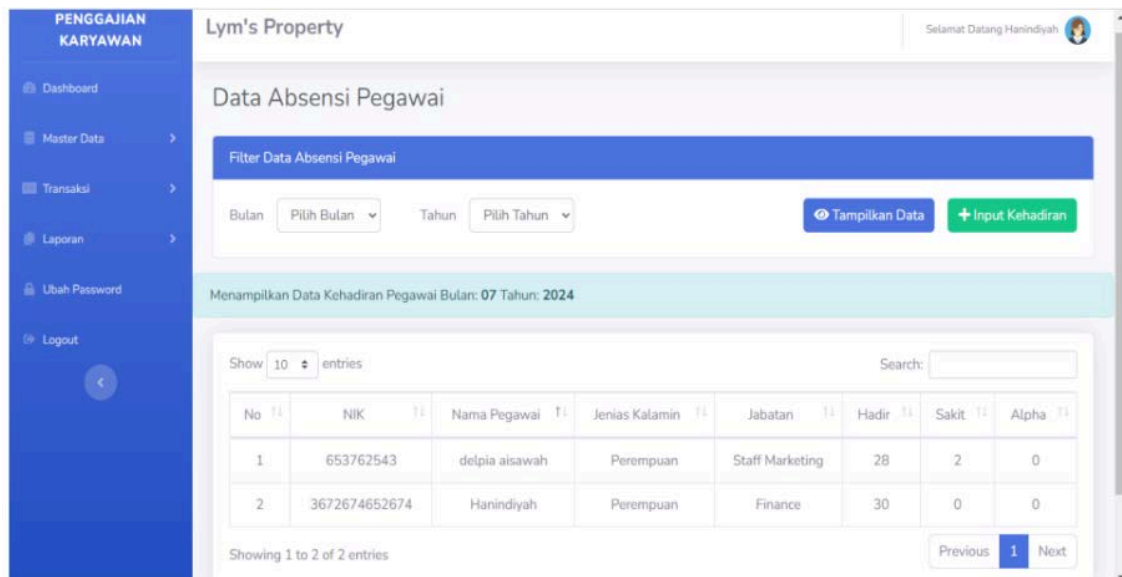 PENGGAJIAN
KARYAWAN
Lym's Property
Selamat Datang Hanindiyah
Dashboard
Master Data
Transaksi
Laporan
Ubah Password
Logout
Data Absensi Pegawai
Filter Data Absensi Pegawai
Bulan Pilih Bulan Tahun Pilih Tahun Tampilkan Data Input Kehadiran
Menampilkan Data Kehadiran Pegawai Bulan: 07 Tahun: 2024
Show 10 entries Search:
No NIK Nama Pegawai Jenias Kalamin Jabatan Hadir Sakit Alpha
1 653762543 delpia aisawah Perempuan Staff Marketing 28 2 0
2 3672674652674 Hanindiyah Perempuan Finance 30 0 0
Showing 1 to 2 of 2 entries Previous 1 Next